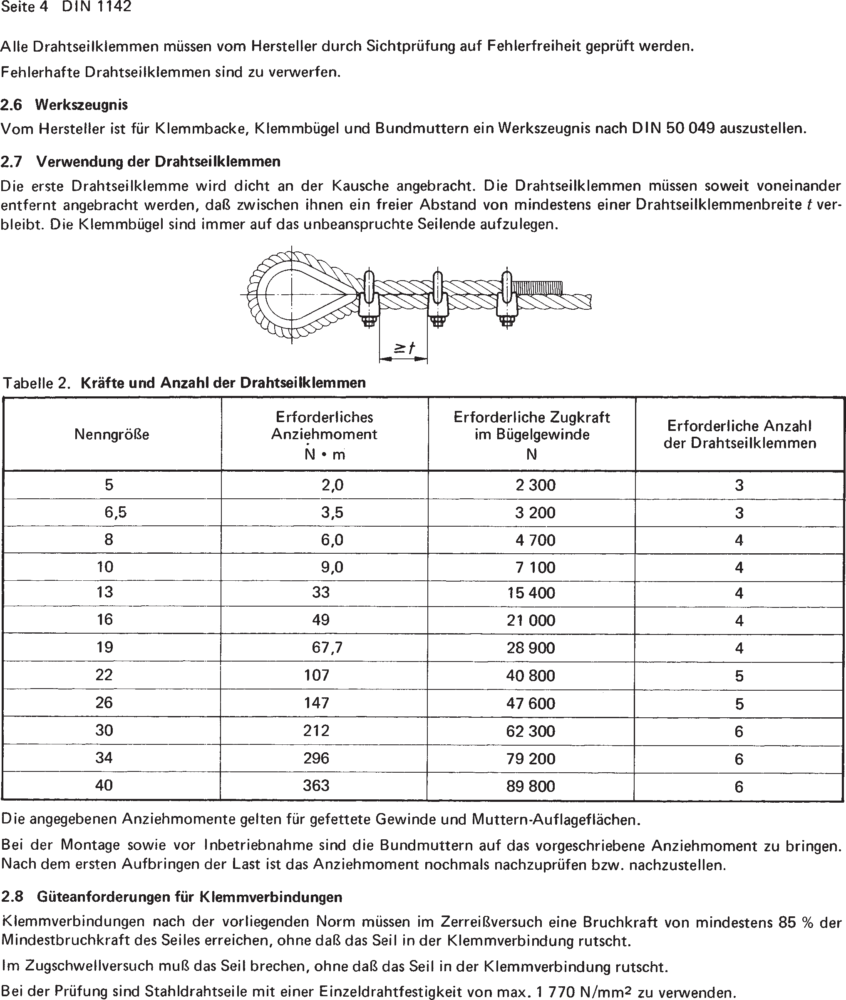 Seite 4 DIN 1142
Alle Drahtseilklemmen müssen vom Hersteller durch Sichtprüfung auf Fehlerfreiheit geprüft werden.
Fehlerhafte Drahtseilklemmen sind zu verwerfen.
2.6 Werkszeugnis
Vom Hersteller ist für Klemmbacke, Klemmbügel und Bundmuttern ein Werkszeugnis nach DIN 50 049 auszustellen.
2.7 Verwendung der Drahtseilklemmen
Die erste Drahtseilklemme wird dicht an der Kausche angebracht. Die Drahtseilklemmen müssen soweit voneinander
entfernt angebracht werden, daß zwischen ihnen ein freier Abstand von mindestens einer Drahtseilklemmenbreite t ver-
bleibt. Die Klemmbügel sind immer auf das unbeanspruchte Seilende aufzulegen.
≥t
Tabelle 2. Kräfte und Anzahl der Drahtseilklemmen
Nenngröße
Erforderliches
Anziehmoment
N • m
Erforderliche Zugkraft
im Bügelgewinde
N
Erforderliche Anzahl
der Drahtseilklemmen
5 2,0 2 300 3
6,5 3,5 3 200 3
8 6,0 4 700 4
10 9,0 7 100 4
13 33 15 400 4
16 49 21 000 4
19 67,7 28 900 4
22 107 40 800 5
26 147 47 600 5
30 212 62 300 6
34 296 79 200 6
40 363 89 800 6
Die angegebenen Anziehmomente gelten für gefettete Gewinde und Muttern-Auflageflächen.
Bei der Montage sowie vor Inbetriebnahme sind die Bundmuttern auf das vorgeschriebene Anziehmoment zu bringen.
Nach dem ersten Aufbringen der Last ist das Anziehmoment nochmals nachzuprüfen bzw. nachzustellen.
2.8 Güteanforderungen für Klemmverbindungen
Klemmverbindungen nach der vorliegenden Norm müssen im Zerreißversuch eine Bruchkraft von mindestens 85 % der
Mindestbruchkraft des Seiles erreichen, ohne daß das Seil in der Klemmverbindung rutscht.
Im Zugschwellversuch muß das Seil brechen, ohne daß das Seil in der Klemmverbindung rutscht.
Bei der Prüfung sind Stahldrahtseile mit einer Einzeldrahtfestigkeit von max. 1 770 N/mm² zu verwenden.